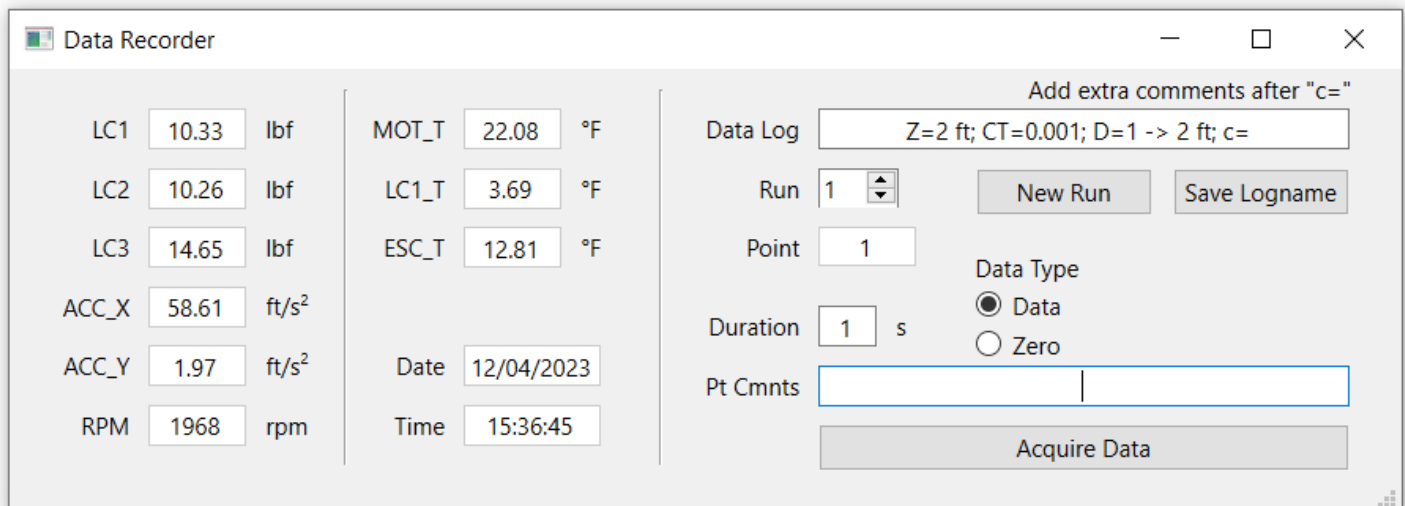 Data Recorder
Add extra comments after "c="
LC1 10.33 lbf MOT_T 22.08 °F Data Log Z=2 ft; CT=0.001; D=1 -> 2 ft; c=
LC2 10.26 lbf LC1_T 3.69 °F Run 1 New Run Save Logname
LC3 14.65 lbf ESC_T 12.81 °F Point 1
Data Type
ACC_X 58.61 ft/s² Data
Duration 1 s
Zero
ACC_Y 1.97 ft/s² Date 12/04/2023 Pt Cmnts
RPM 1968 rpm Time 15:36:45 Acquire Data